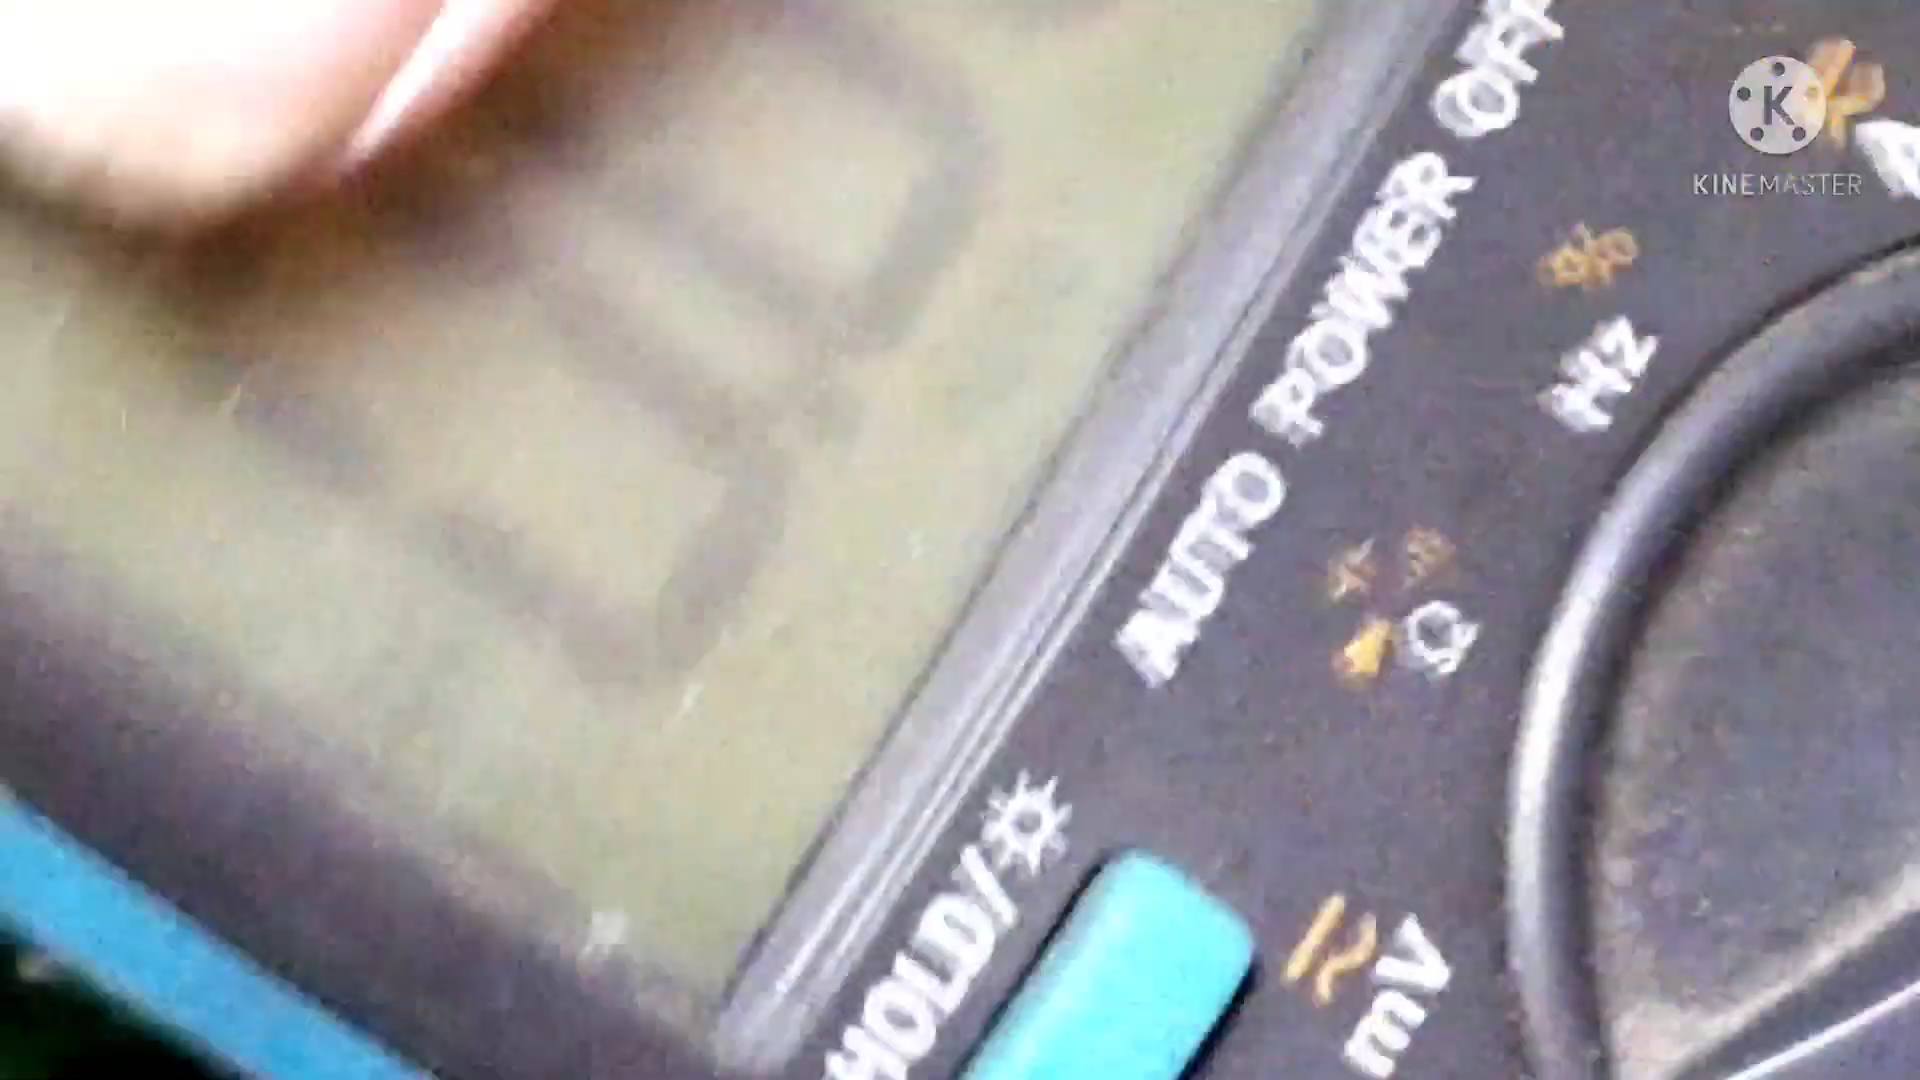 AUTO POWER OFF
HOLD/
%
Hz
Ω
mV
A
K
KINEMASTER